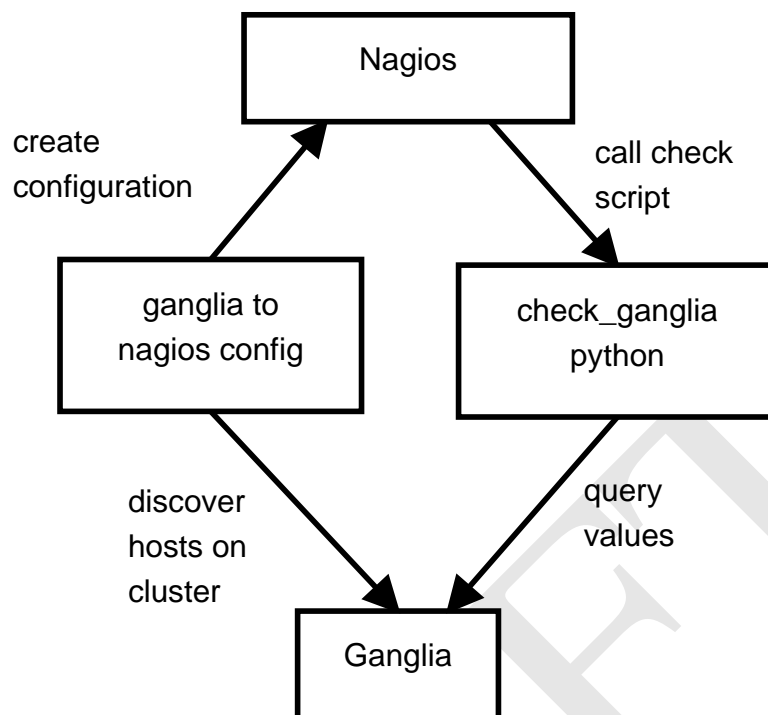 Nagios
create
configuration
call check
script
ganglia to
nagios config
check_ganglia
python
discover
hosts on
cluster
query
values
Ganglia
FT